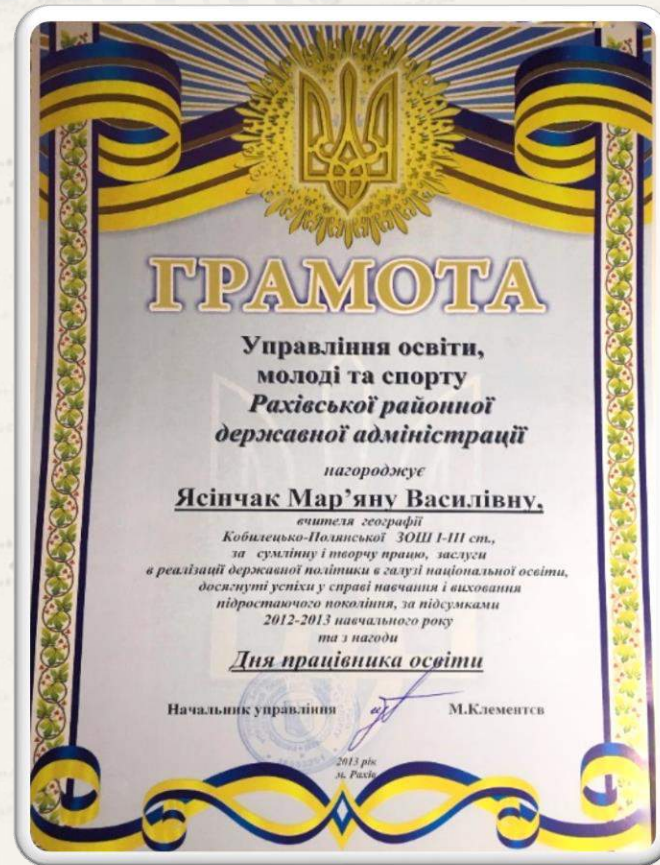 ГРАМОТА
Управління освіти,
молоді та спорту
Рахівської районної
державної адміністрації
нагороджує
Ясінчак Мар’яну Василівну,
вчителя географії
Кобилецько-Полянської ЗОШ І-ІІІ ст.,
за сумлінну і творчу працю, заслуги
в реалізації державної політики в галузі національної освіти,
досягнуті успіхи у справі навчання і виховання
підростаючого покоління, за підсумками
2012-2013 навчального року
та з нагоди
Дня працівника освіти
Начальник управління М.Клементєв
2013 рік
м. Рахів